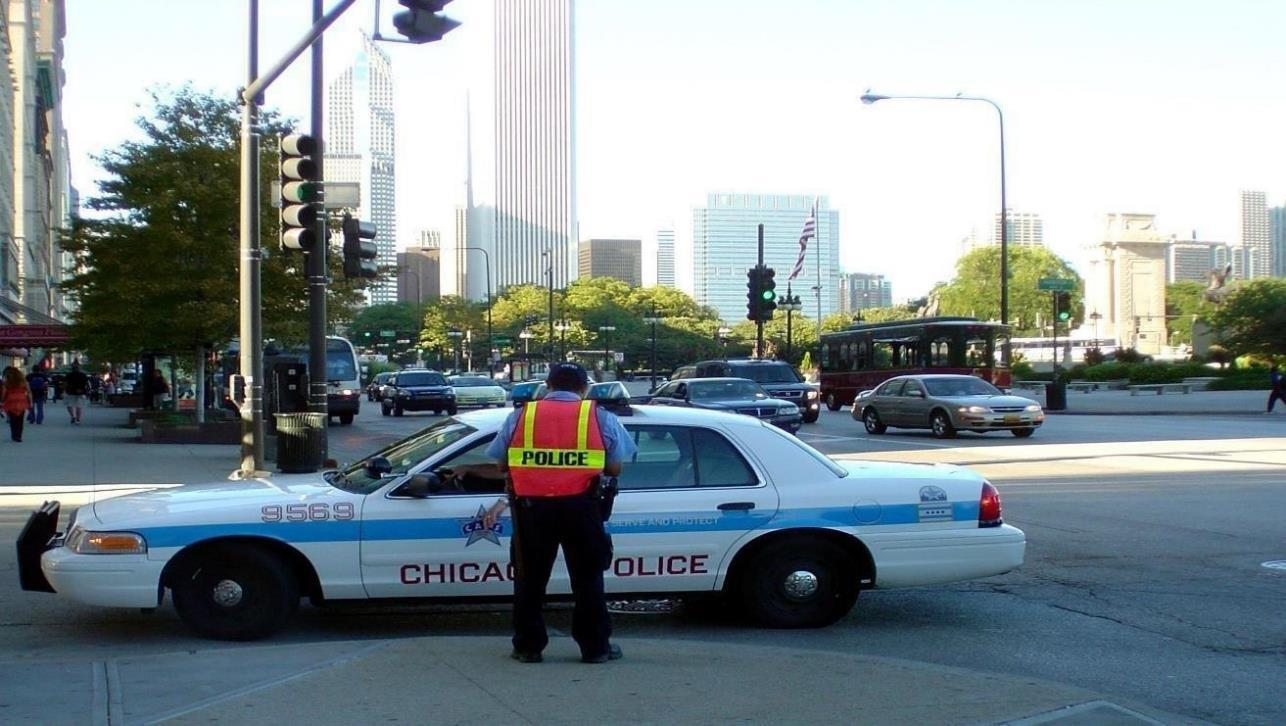 POLICE
9569
SERVE AND PROTECT
CHICAG OLICE